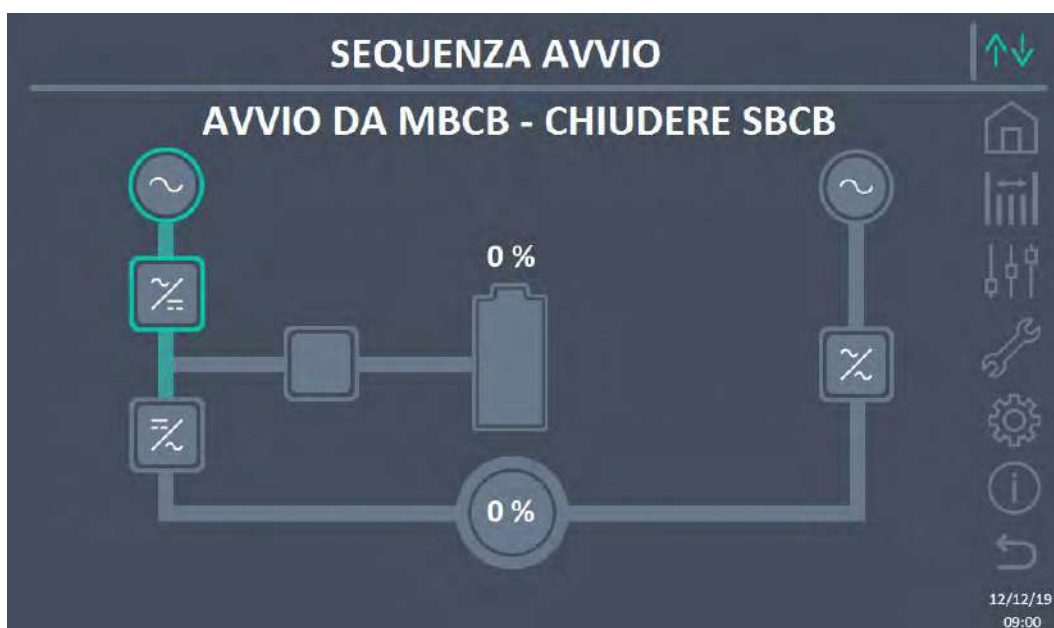 SEQUENZA AVVIO
AVVIO DA MBCB - CHIUDERE SBCB
0 %
0 %
12/12/19
09:00